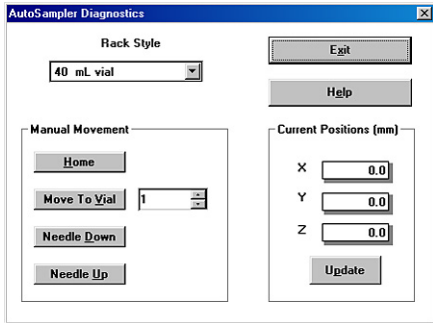 AutoSampler Diagnostics
Rack Style
40 mL vial
Exit
Help
Manual Movement
Home
Move To Vial
1
Needle Down
Needle Up
Current Positions (mm)
X 0.0
Y 0.0
Z 0.0
Update